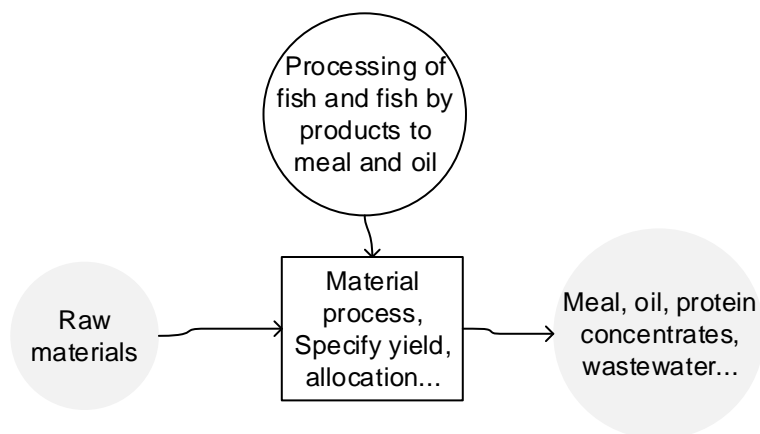 Processing of
fish and fish by
products to
meal and oil
Raw
materials
Material
process,
Specify yield,
allocation...
Meal, oil, protein
concentrates,
wastewater...